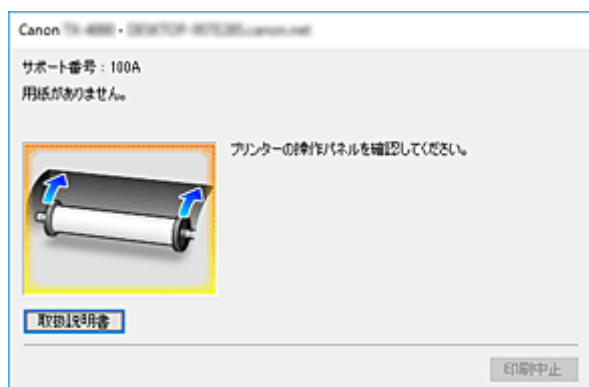 Canon
サポート番号：100A
用紙がありません。
プリンターの操作パネルを確認してください。
取扱説明書
印刷中止